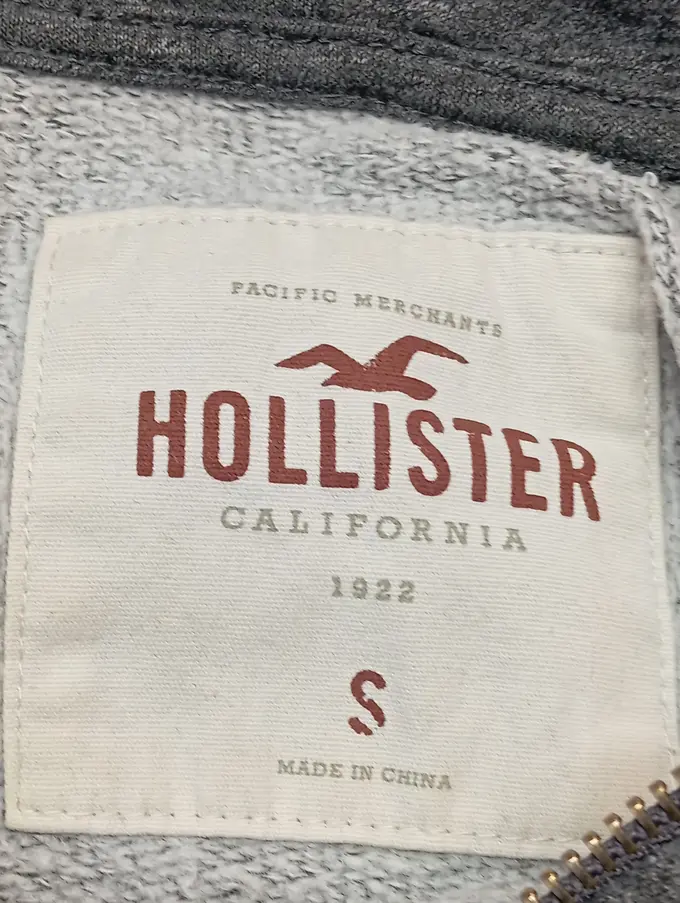 PACIFIC MERCHANTS
HOLLISTER
CALIFORNIA
1922
S
MADE IN CHINA